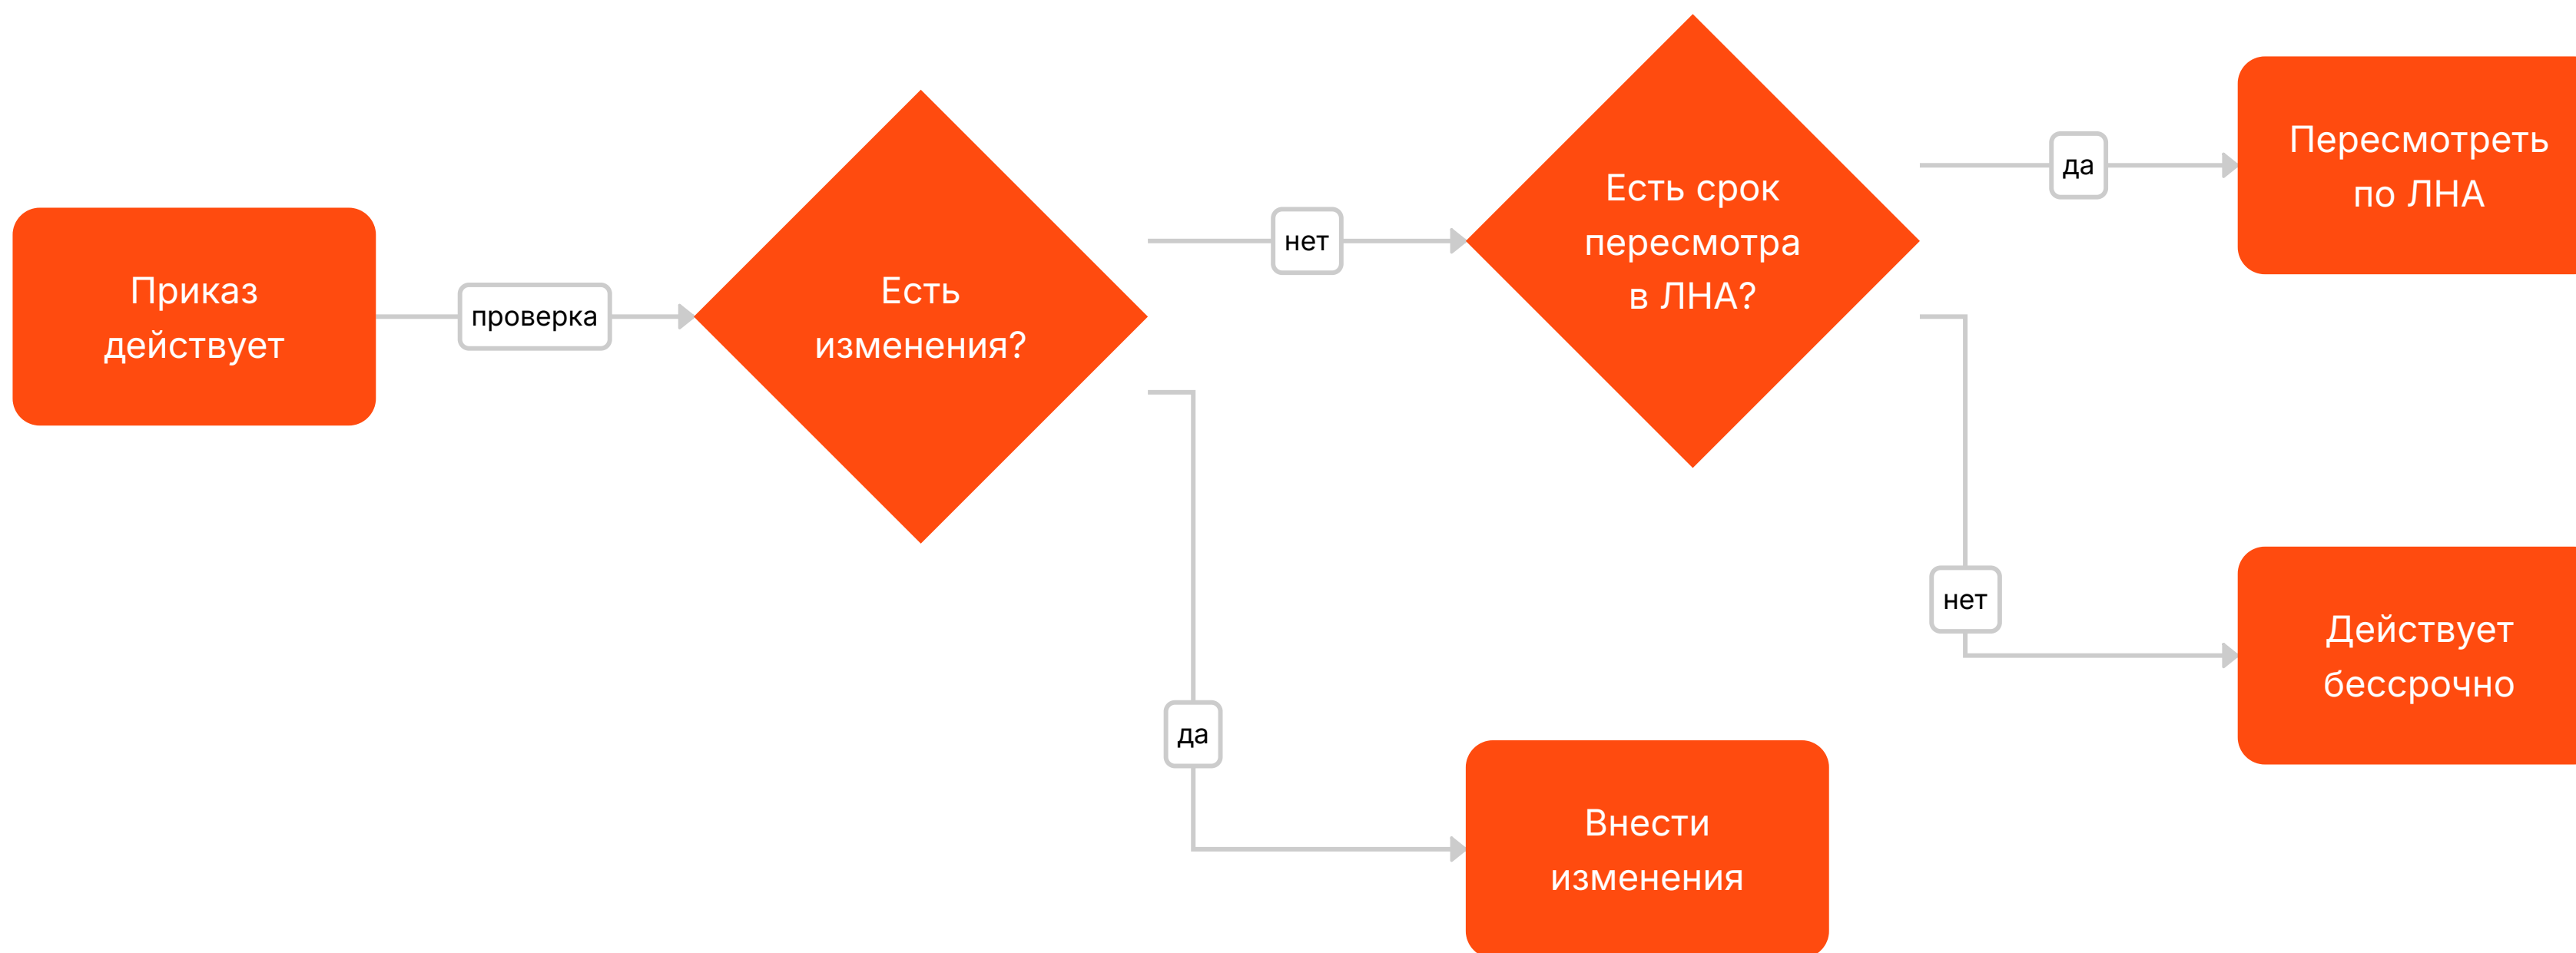 Приказ
действует
проверка
Есть
изменения?
нет
Есть срок
пересмотра
в ЛНА?
да
Пересмотреть
по ЛНА
нет
Действует
бессрочно
да
Внести
изменения